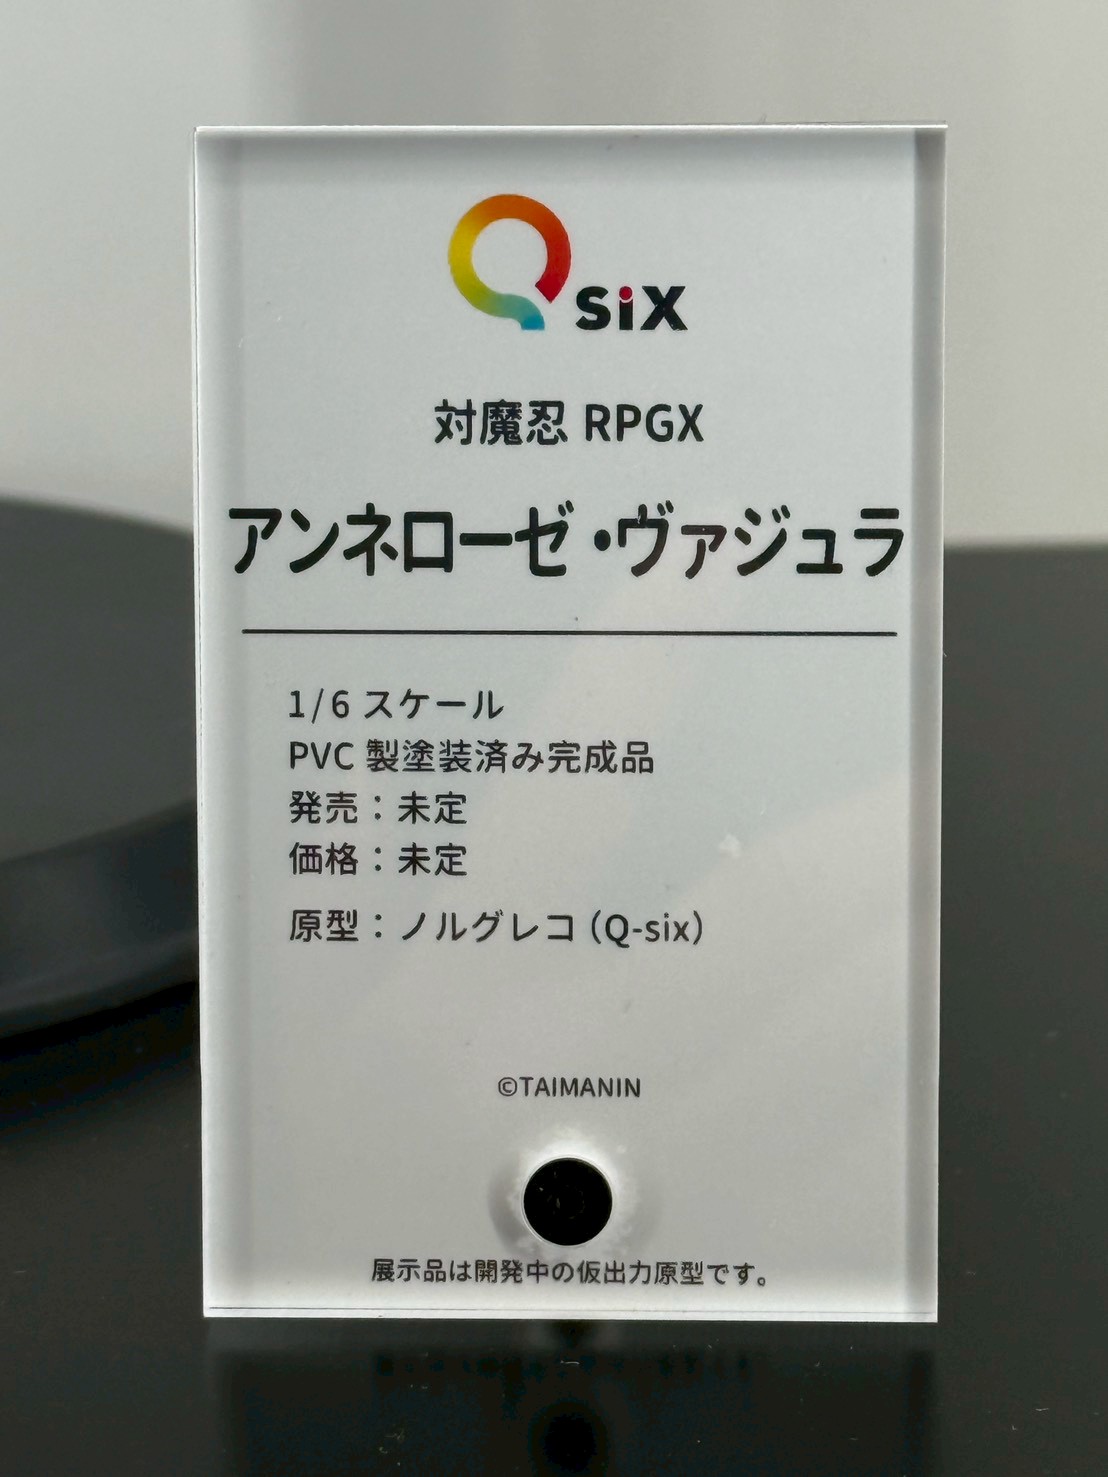 Q six
対魔忍 RPGX
アンネローゼ・ヴァジュラ
1/6 スケール
PVC 製塗装済み完成品
発売：未定
価格：未定
原型：ノルグレコ（Q-six）
©TAIMANIN
展示品は開発中の仮出力原型です。